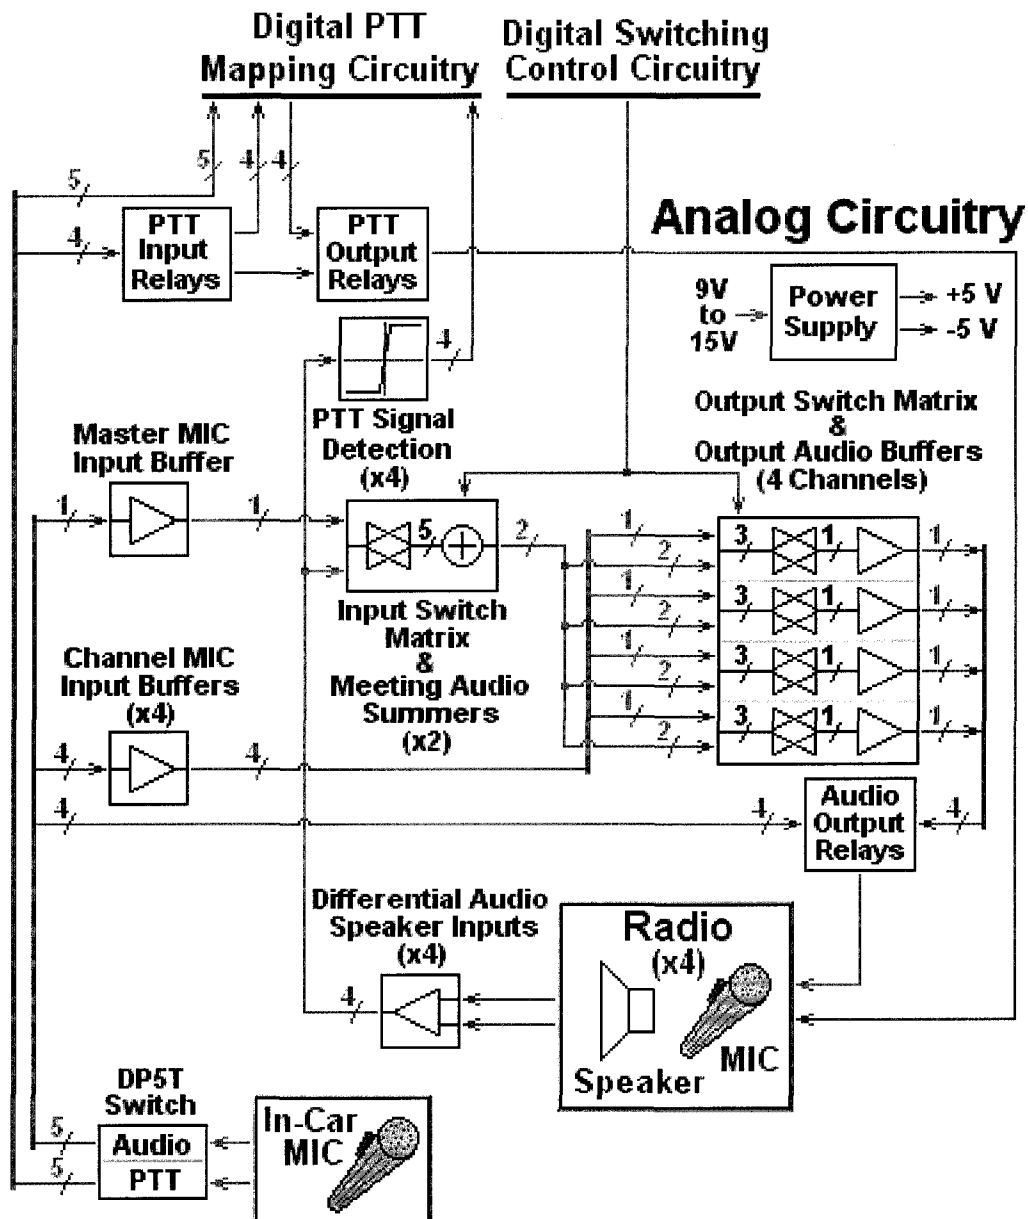 Digital PTT
Mapping Circuitry
Digital Switching
Control Circuitry
5
4
4
5
4
PTT
Input
Relays
PTT
Output
Relays
Analog Circuitry
9V
to
15V
Power
Supply
+5 V
-5 V
4
PTT Signal
Detection
(x4)
Output Switch Matrix
&
Output Audio Buffers
(4 Channels)
Master MIC
Input Buffer
1
1
5
2
Input Switch
Matrix
&
Meeting Audio
Summers
(x2)
1
2
3
1
1
1
2
3
1
1
1
2
3
1
1
1
2
3
1
1
Channel MIC
Input Buffers
(x4)
4
4
4
4
Audio
Output
Relays
4
Differential Audio
Speaker Inputs
(x4)
4
Radio
(x4)
Speaker
MIC
DP5T
Switch
5
Audio
5
PTT
In-Car
MIC